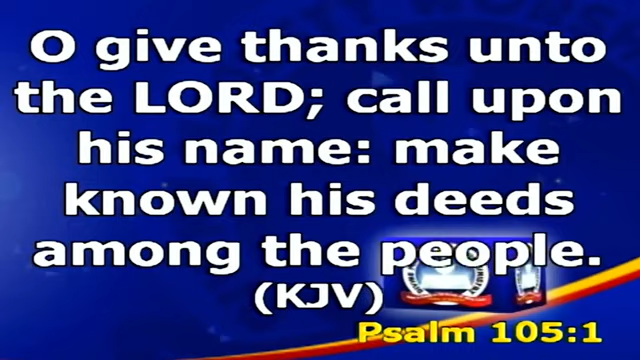 O give thanks unto
the LORD; call upon
his name: make
known his deeds
among the people.
(KJV)
Psalm 105:1